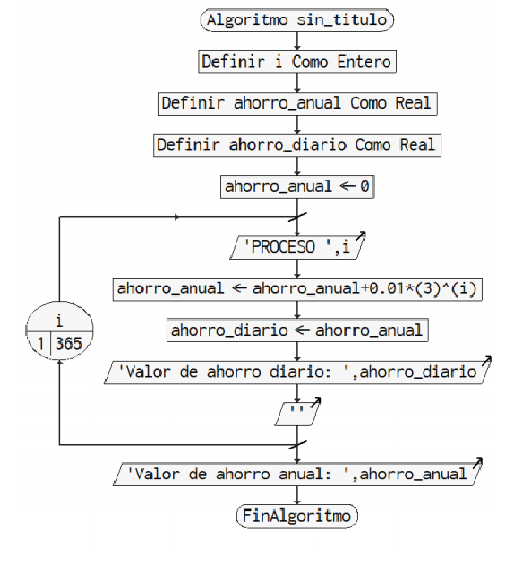 Algoritmo sin_titulo
Definir i Como Entero
Definir ahorro_anual Como Real
Definir ahorro_diario Como Real
ahorro_anual ← 0
'PROCESO ',i
ahorro_anual ← ahorro_anual+0.01*(3)^(i)
i
1 365
ahorro_diario ← ahorro_anual
'Valor de ahorro diario: ',ahorro_diario
''
'Valor de ahorro anual: ',ahorro_anual
FinAlgoritmo